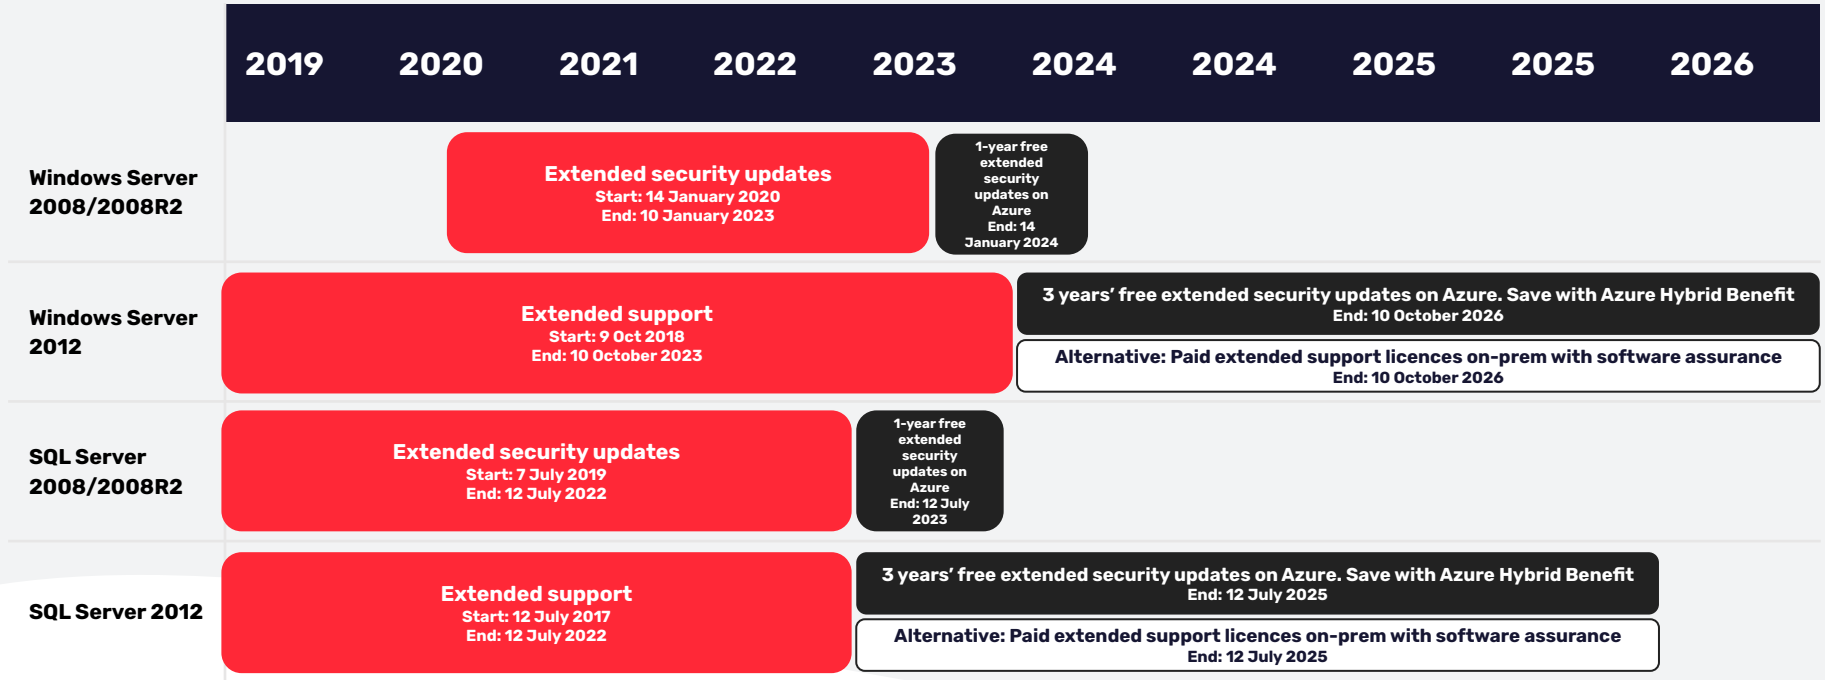 2019 2020 2021 2022 2023 2024 2024 2025 2025 2026
Windows Server
2008/2008R2
Extended security updates
Start: 14 January 2020
End: 10 January 2023
1-year free
extended
security
updates on
Azure
End: 14
January 2024
Windows Server
2012
Extended support
Start: 9 Oct 2018
End: 10 October 2023
3 years’ free extended security updates on Azure. Save with Azure Hybrid Benefit
End: 10 October 2026
Alternative: Paid extended support licences on-prem with software assurance
End: 10 October 2026
SQL Server
2008/2008R2
Extended security updates
Start: 7 July 2019
End: 12 July 2022
1-year free
extended
security
updates on
Azure
End: 12 July
2023
SQL Server 2012
Extended support
Start: 12 July 2017
End: 12 July 2022
3 years’ free extended security updates on Azure. Save with Azure Hybrid Benefit
End: 12 July 2025
Alternative: Paid extended support licences on-prem with software assurance
End: 12 July 2025